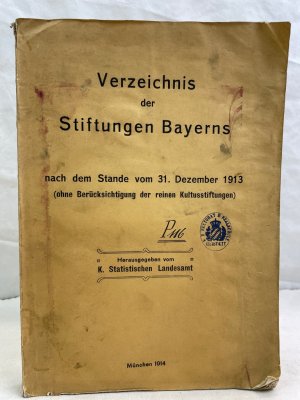 Verzeichnis
der
Stiftungen Bayerns
nach dem Stande vom 31. Dezember 1913
(ohne Berücksichtigung der reinen Kultusstiftungen)
Herausgegeben vom
K. Statistischen Landesamt
München 1914